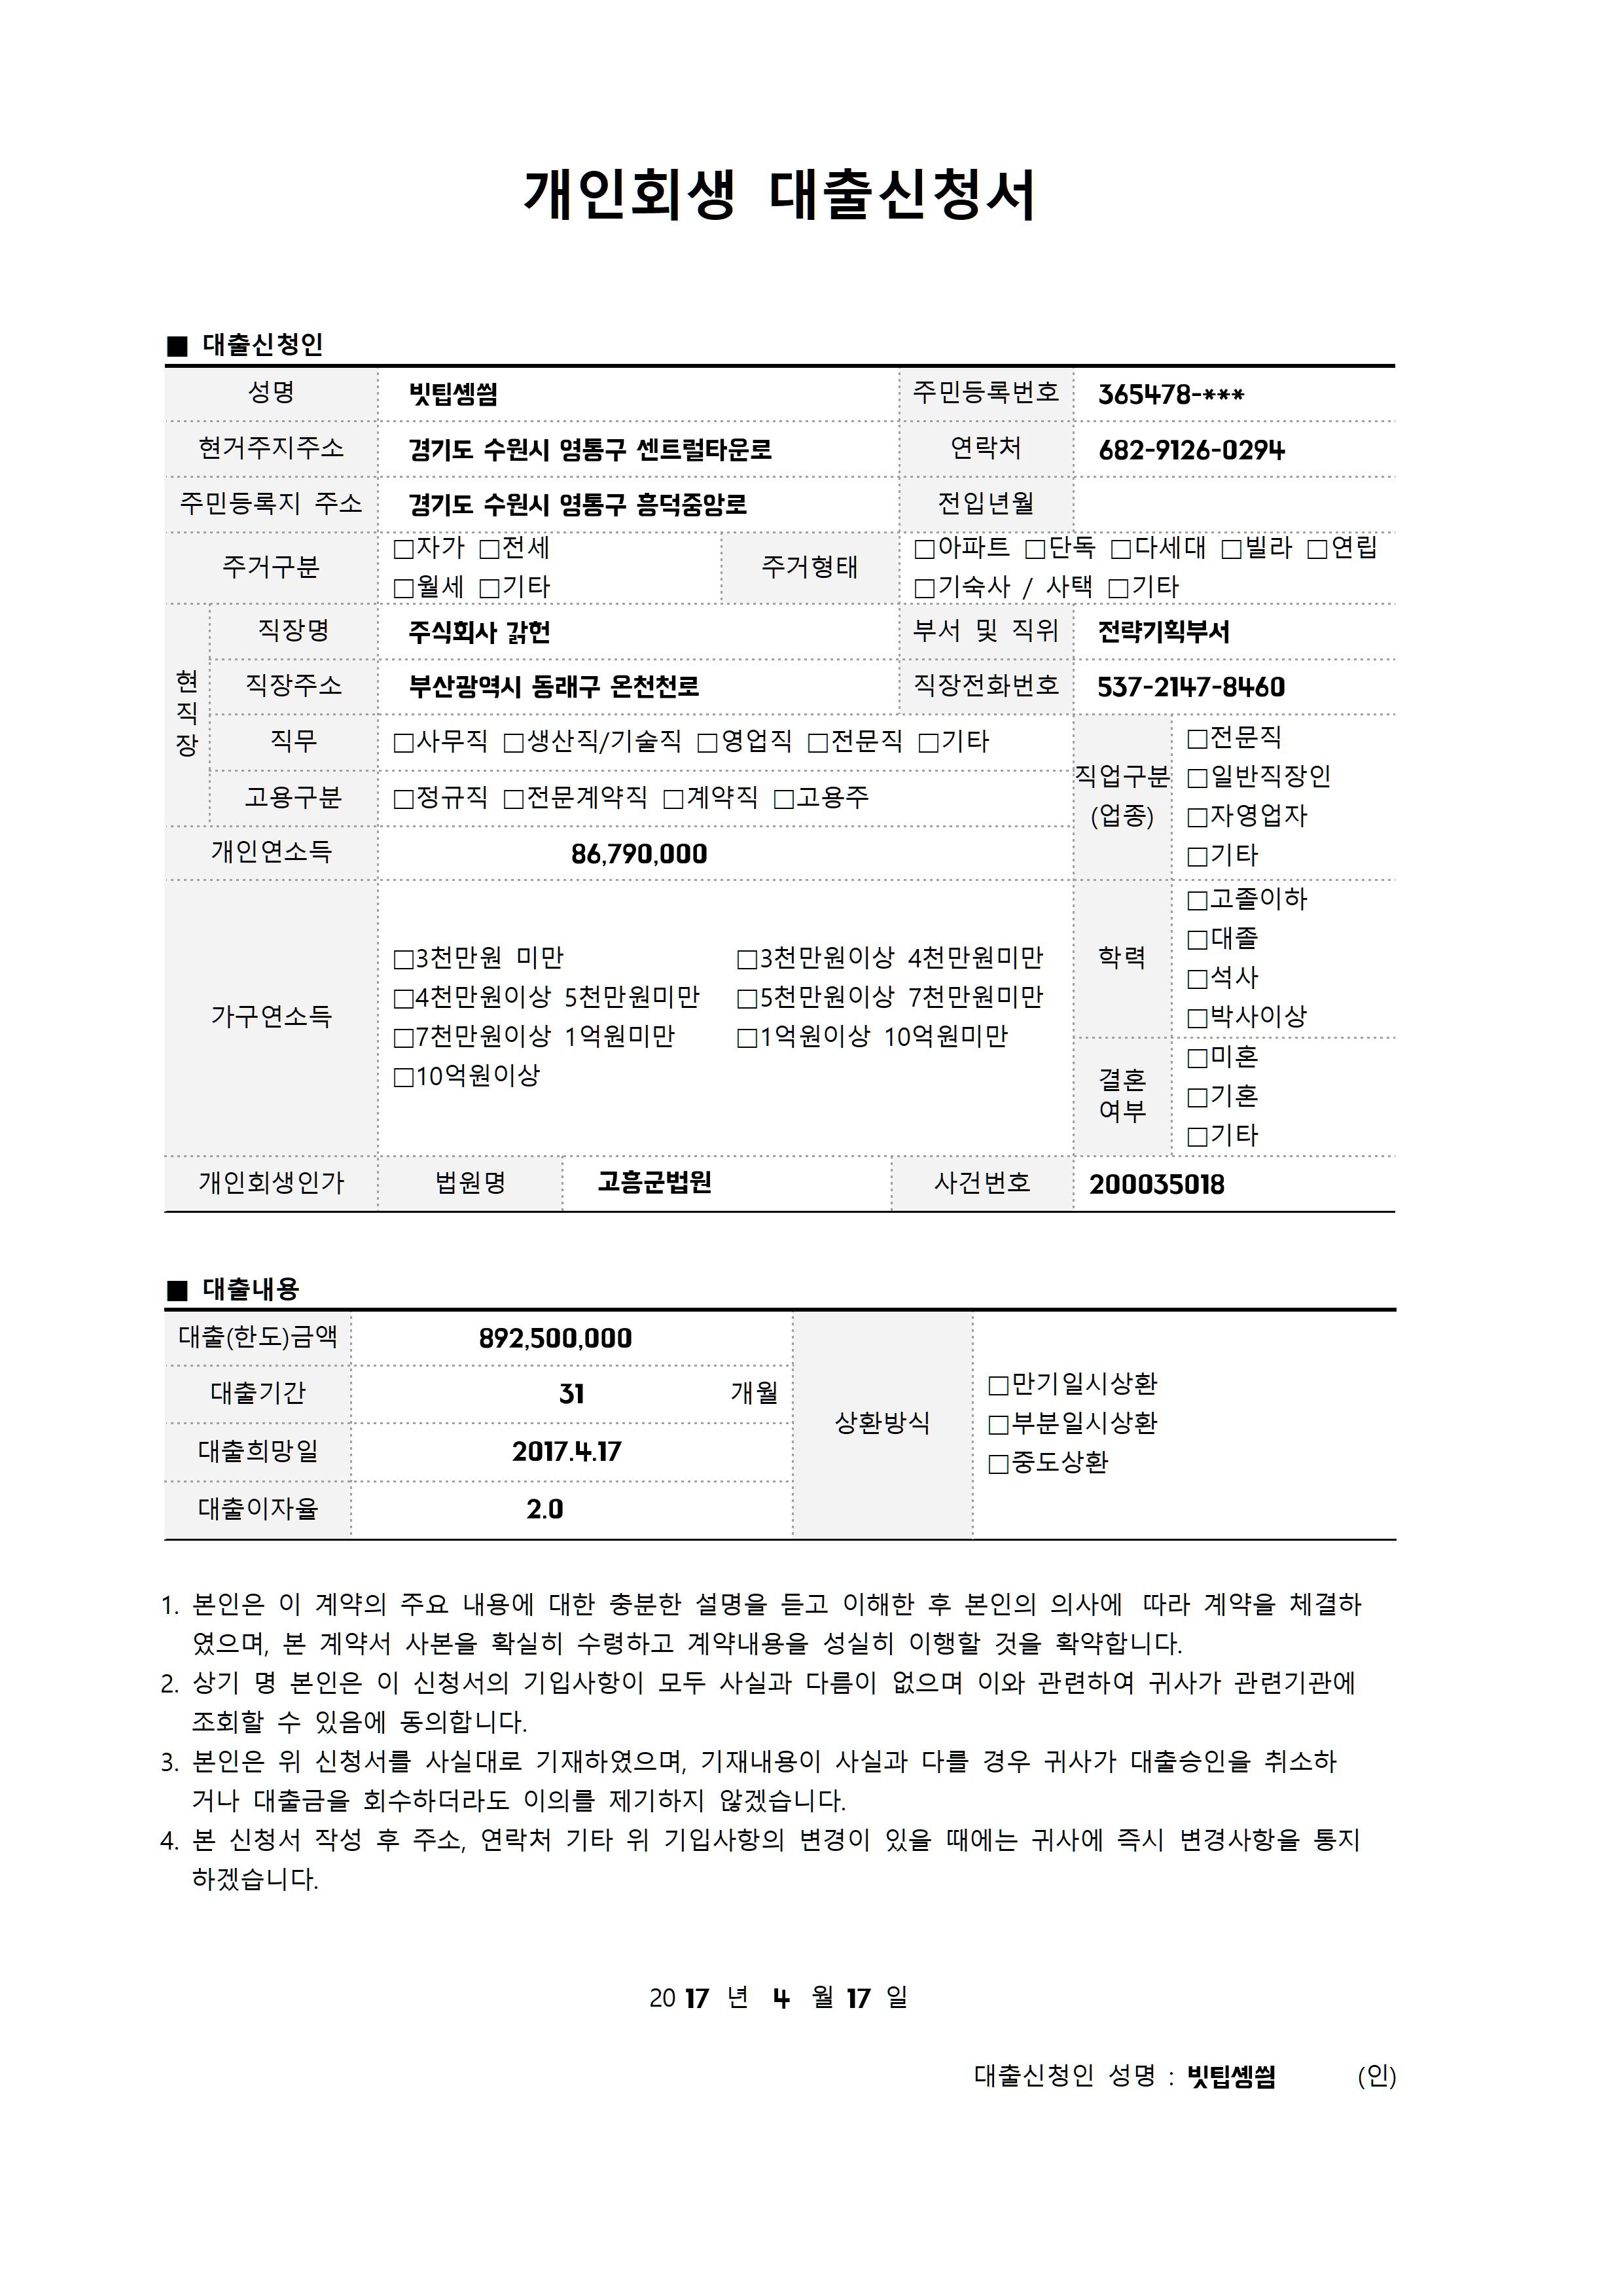 개인회생 대출신청서
■ 대출신청인
성명 빗팁솅씜 주민등록번호 365478-***
현거주지주소 경기도 수원시 영통구 센트럴타운로 연락처 682-9126-0294
주민등록지 주소 경기도 수원시 영통구 흥덕중앙로 전입년월
주거구분 □자가 □전세 주거형태 □아파트 □단독 □다세대 □빌라 □연립
□월세 □기타 □기숙사 / 사택 □기타
현직장
직장명 주식회사 갉헌 부서 및 직위 전략기획부서
직장주소 부산광역시 동래구 온천천로 직장전화번호 537-2147-8460
직무 □사무직 □생산직/기술직 □영업직 □전문직 □기타
고용구분 □정규직 □전문계약직 □계약직 □고용주
직업구분
(업종)
□전문직
□일반직장인
□자영업자
□기타
개인연소득 86,790,000
가구연소득
□3천만원 미만 □3천만원이상 4천만원미만
□4천만원이상 5천만원미만 □5천만원이상 7천만원미만
□7천만원이상 1억원미만 □1억원이상 10억원미만
□10억원이상
학력
□고졸이하
□대졸
□석사
□박사이상
결혼
여부
□미혼
□기혼
□기타
개인회생인가 법원명 고흥군법원 사건번호 200035018
■ 대출내용
대출(한도)금액 892,500,000
대출기간 31 개월
대출희망일 2017.4.17
대출이자율 2.0
상환방식
□만기일시상환
□부분일시상환
□중도상환
1. 본인은 이 계약의 주요 내용에 대한 충분한 설명을 듣고 이해한 후 본인의 의사에 따라 계약을 체결하
였으며, 본 계약서 사본을 확실히 수령하고 계약내용을 성실히 이행할 것을 확약합니다.
2. 상기 명 본인은 이 신청서의 기입사항이 모두 사실과 다름이 없으며 이와 관련하여 귀사가 관련기관에
조회할 수 있음에 동의합니다.
3. 본인은 위 신청서를 사실대로 기재하였으며, 기재내용이 사실과 다를 경우 귀사가 대출승인을 취소하
거나 대출금을 회수하더라도 이의를 제기하지 않겠습니다.
4. 본 신청서 작성 후 주소, 연락처 기타 위 기입사항의 변경이 있을 때에는 귀사에 즉시 변경사항을 통지
하겠습니다.
20 17 년 4 월 17 일
대출신청인 성명 : 빗팁솅씜 (인)